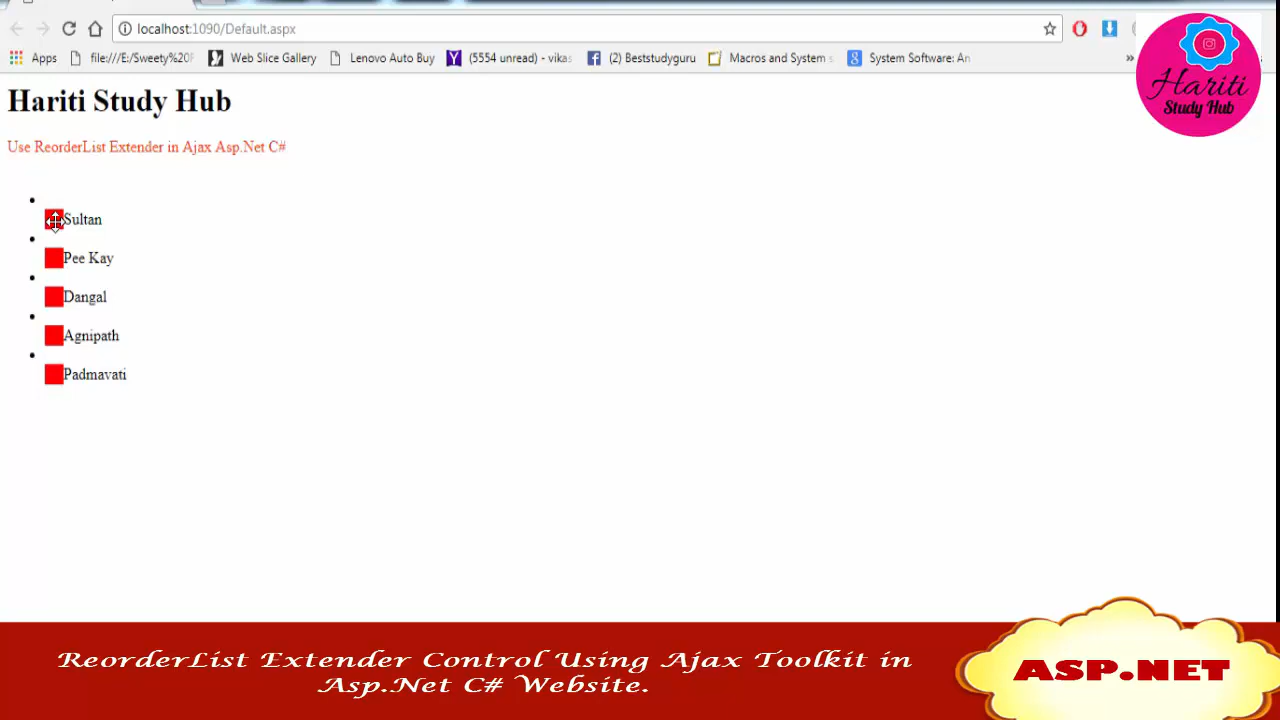 localhost:1090/Default.aspx
Apps file:///E:/Sweety%20F Web Slice Gallery Lenovo Auto Buy (5554 unread) - vikas (2) Beststudyguru Macros and System s System Software: An »
Hariti
Study Hub
Hariti Study Hub
Use ReorderList Extender in Ajax Asp.Net C#
Sultan
Pee Kay
Dangal
Agnipath
Padmavati
ReorderList Extender Control Using Ajax Toolkit in
Asp.Net C# Website.
ASP.NET